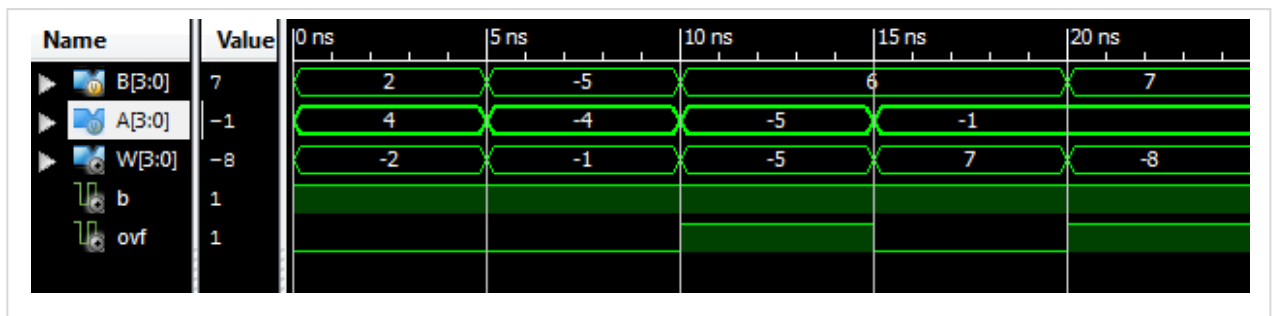 Name Value 0 ns 5 ns 10 ns 15 ns 20 ns
B[3:0] 7 2 -5 6 7
A[3:0] -1 4 -4 -5 -1
W[3:0] -8 -2 -1 -5 7 -8
b 1
ovf 1